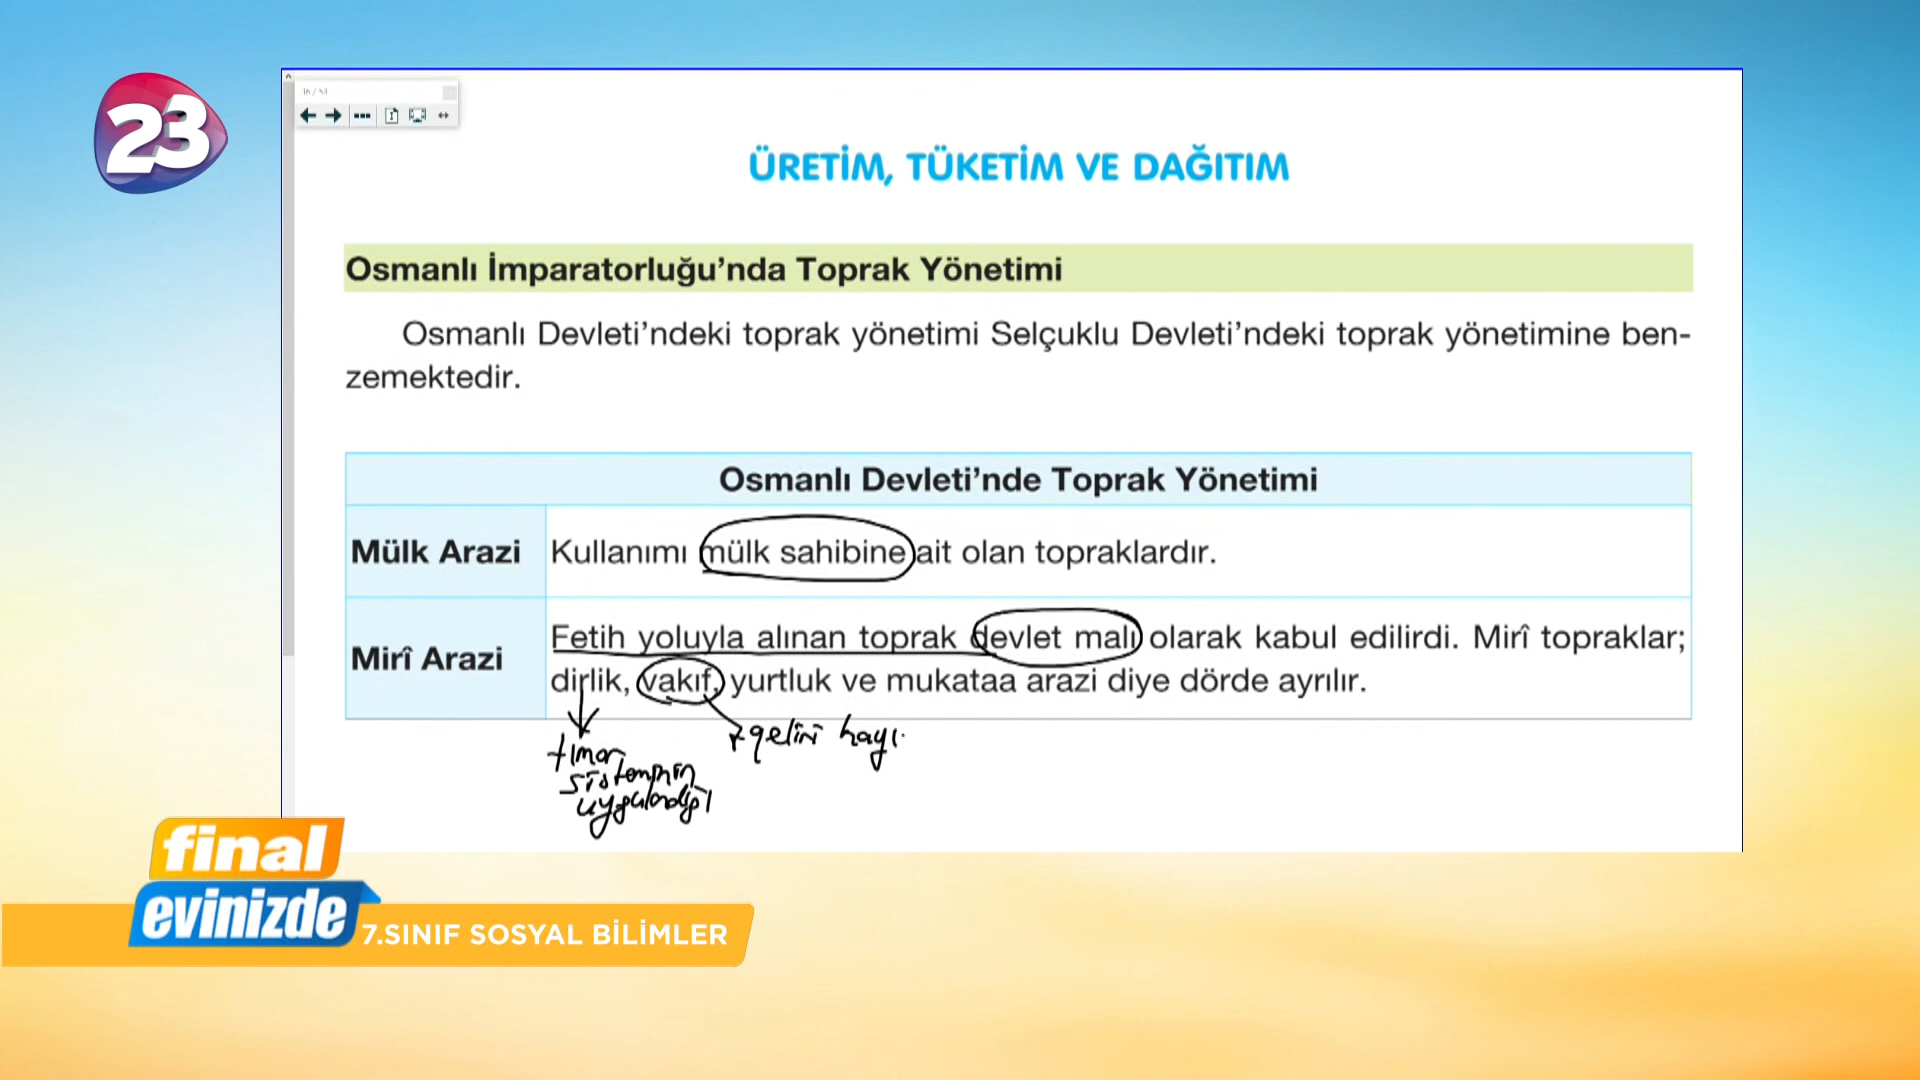 23
ÜRETİM, TÜKETİM VE DAĞITIM
Osmanlı İmparatorluğu'nda Toprak Yönetimi
Osmanlı Devleti'ndeki toprak yönetimi Selçuklu Devleti'ndeki toprak yönetimine ben-
zemektedir.
Osmanlı Devleti'nde Toprak Yönetimi
Mülk Arazi
Kullanımı mülk sahibine ait olan topraklardır.
Mirî Arazi
Fetih yoluyla alınan toprak devlet malı olarak kabul edilirdi. Mirî topraklar;
dirlik, vakıf, yurtluk ve mukataa arazi diye dörde ayrılır.
geliri hayı
tımar
sisteminin
uygulandığı
final
evinizde
7.SINIF SOSYAL BİLİMLER